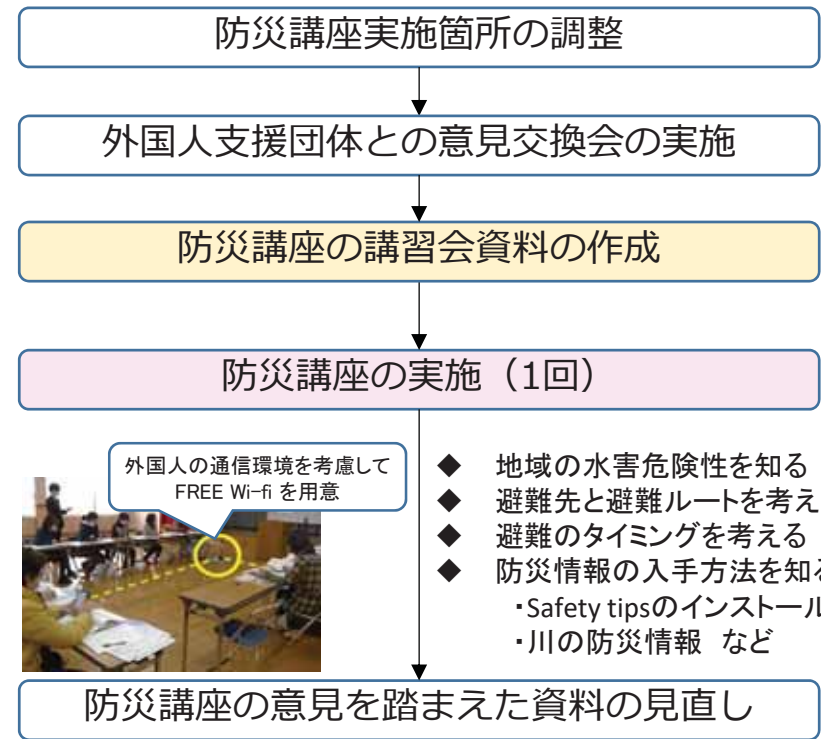 防災講座実施箇所の調整
外国人支援団体との意見交換会の実施
防災講座の講習会資料の作成
防災講座の実施（1回）
外国人の通信環境を考慮して
FREE Wi-fi を用意
◆ 地域の水害危険性を知る
◆ 避難先と避難ルートを考え
◆ 避難のタイミングを考える
◆ 防災情報の入手方法を知る
・Safety tipsのインストール
・川の防災情報 など
防災講座の意見を踏まえた資料の見直し